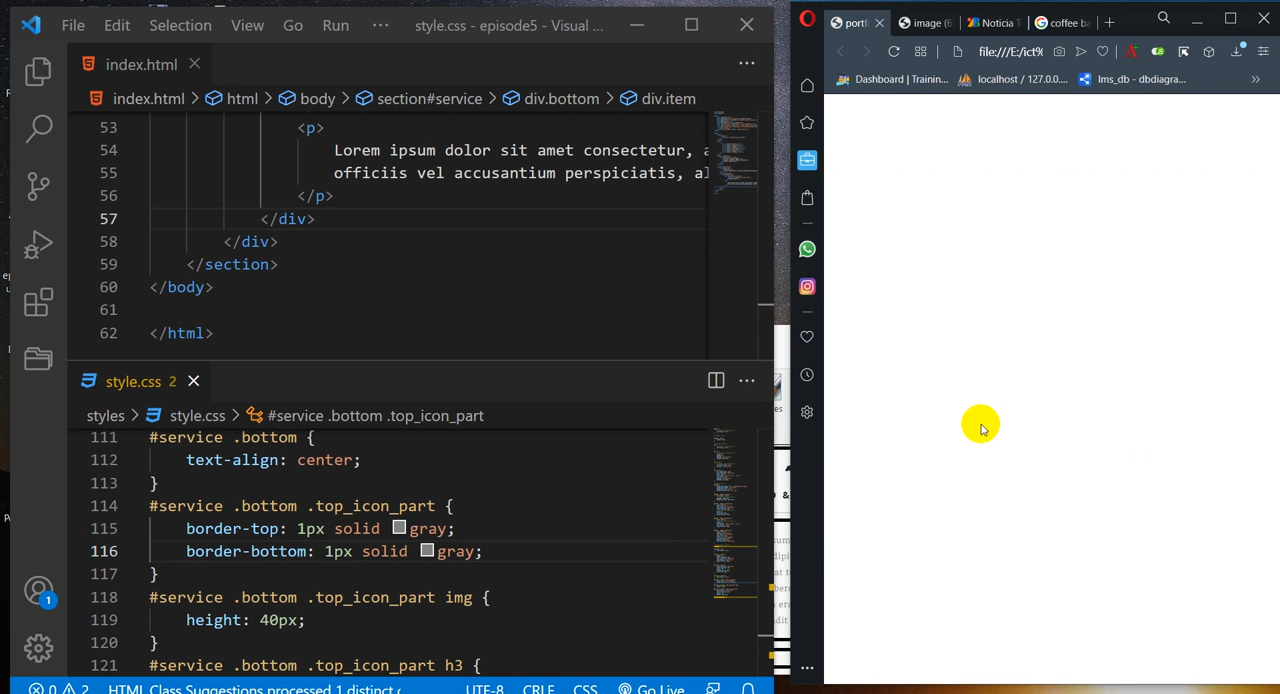 File Edit Selection View Go Run ··· style.css - episode5 - Visual ...
index.html
index.html > html > body > section#service > div.bottom > div.item
53 <p>
54 Lorem ipsum dolor sit amet consectetur,
55 officiis vel accusantium perspiciatis,
56 </p>
57 </div>
58 </div>
59 </section>
60 </body>
61
62 </html>
style.css 2
styles > style.css > #service .bottom .top_icon_part
111 #service .bottom {
112 text-align: center;
113 }
114 #service .bottom .top_icon_part {
115 border-top: 1px solid gray;
116 border-bottom: 1px solid gray;
117 }
118 #service .bottom .top_icon_part img {
119 height: 40px;
120 }
121 #service .bottom .top_icon_part h3 {
1
0 2 HTML Class Suggestions processed 1 distinct c UTF-8 CRLF CSS Go Live
portf image (6 Noticia T coffee ba
file:///E:/ict%
Dashboard | Trainin... localhost / 127.0.0.... lms_db - dbdiagra... »